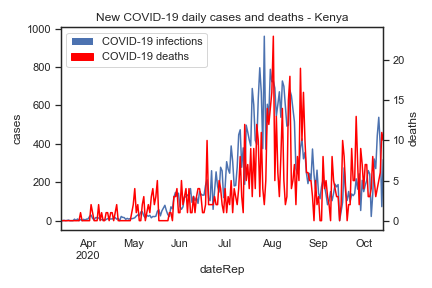 New COVID-19 daily cases and deaths - Kenya
COVID-19 infections
COVID-19 deaths
1000
800
600
400
200
0
cases
20
15
10
5
0
deaths
Apr
2020
May
Jun
Jul
Aug
Sep
Oct
dateRep